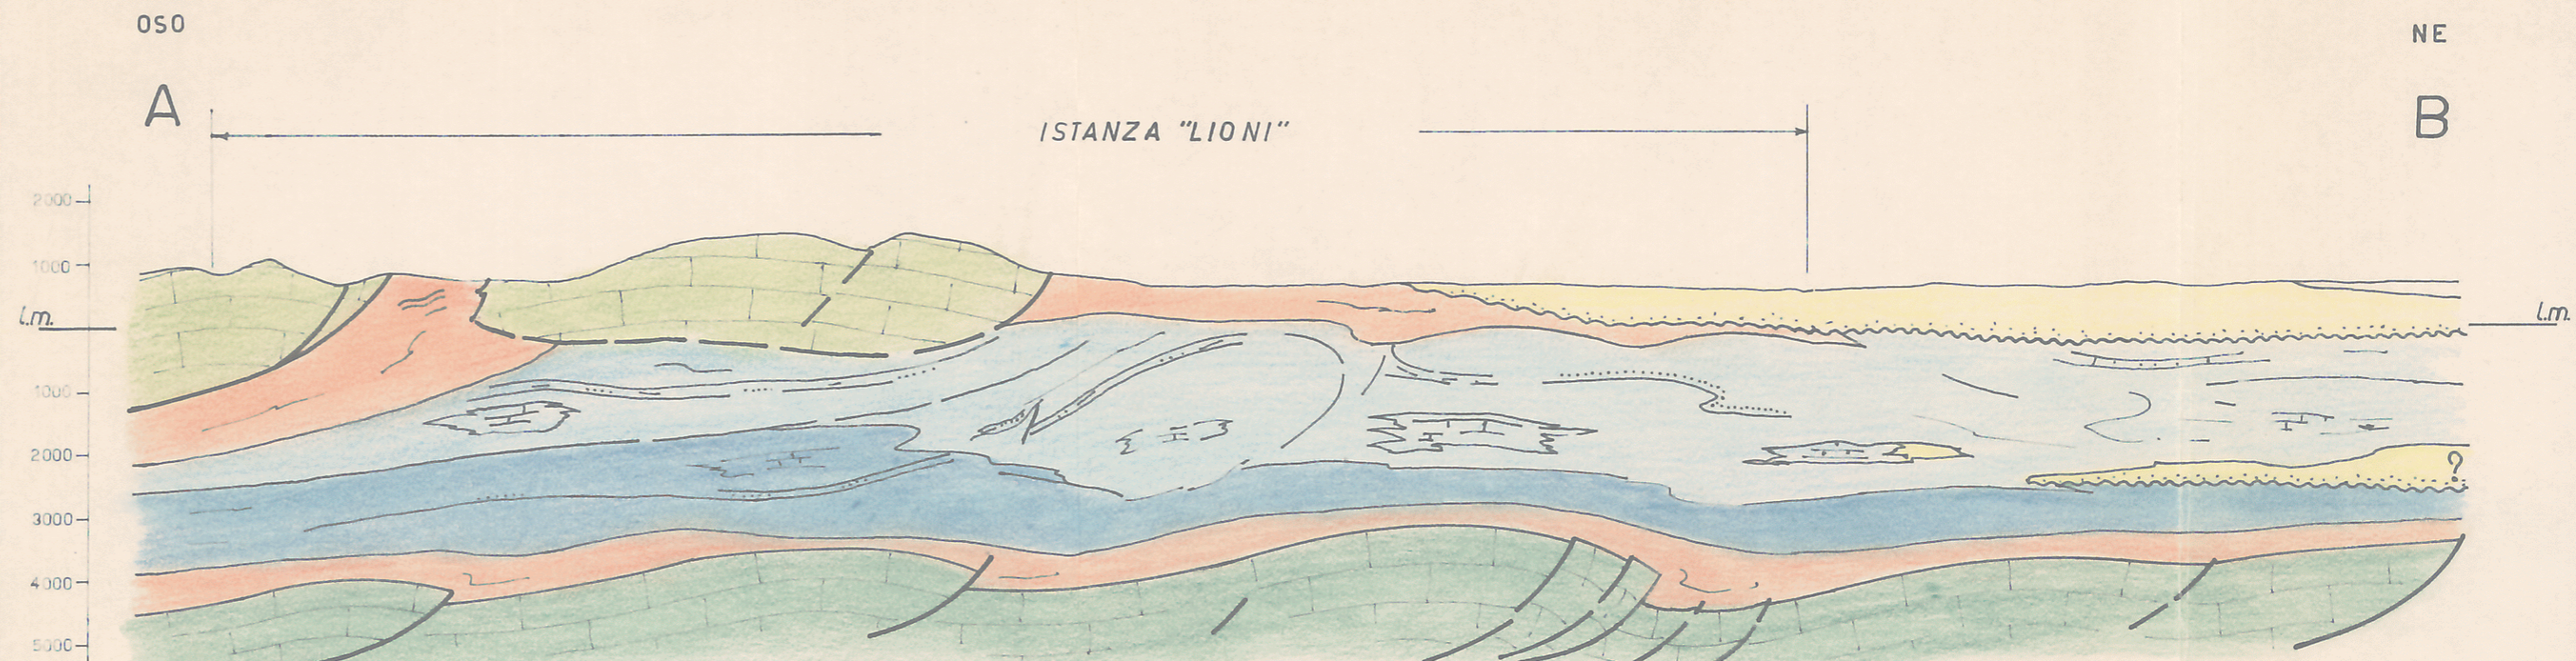 OSO
NE
A
B
ISTANZA "LIONI"
2000
1000
l.m.
l.m.
1000
2000
?
3000
4000
5000